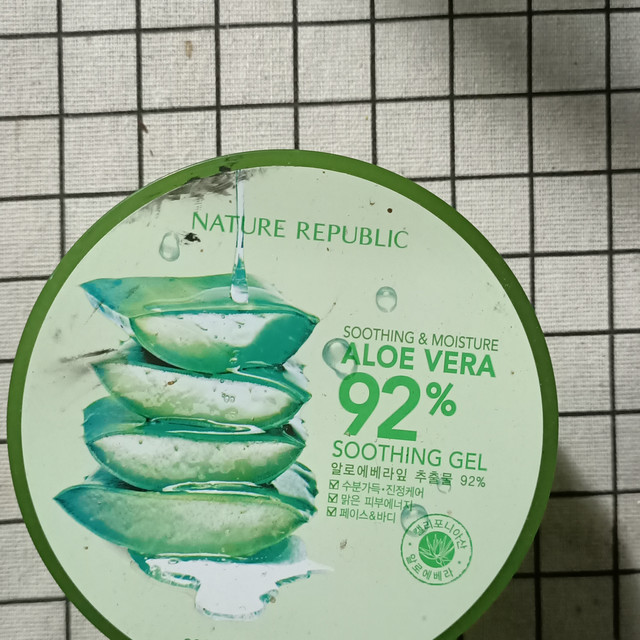 NATURE REPUBLIC
SOOTHING & MOISTURE
ALOE VERA
92%
SOOTHING GEL
알로에베라잎 추출물 92%
수분가득·진정케어
맑은 피부에너지
페이스&바디
캘리포니아산
알로에베라